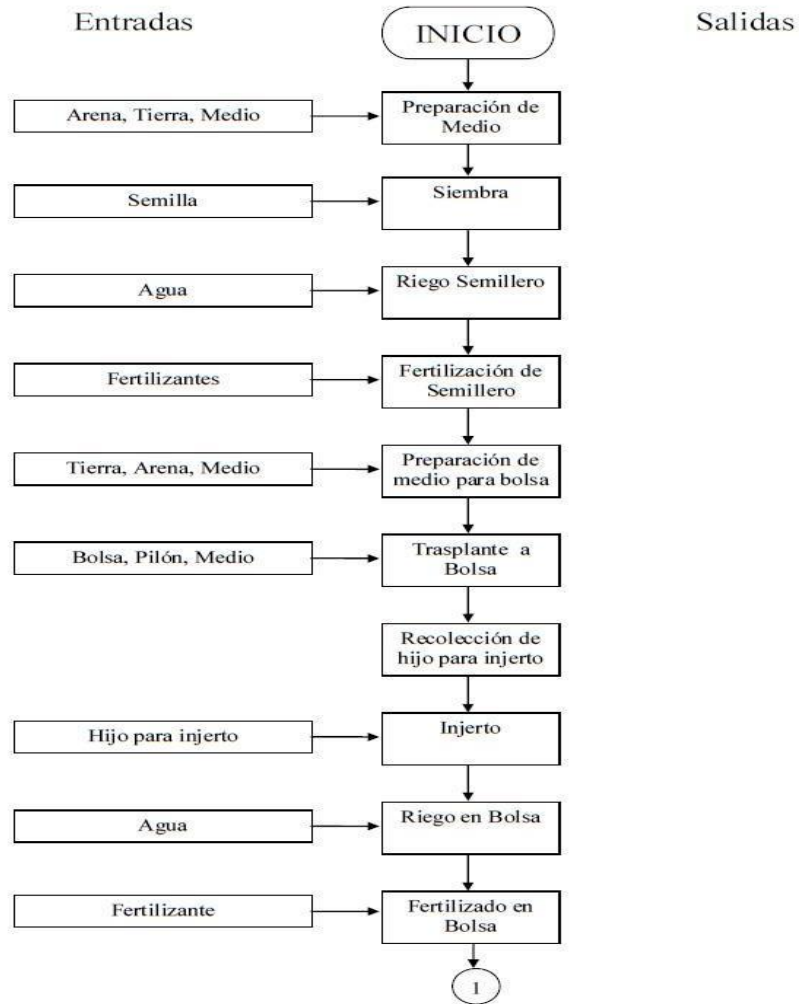 Entradas
INICIO
Salidas
Arena, Tierra, Medio
Preparación de
Medio
Semilla
Siembra
Agua
Riego Semillero
Fertilizantes
Fertilización de
Semillero
Tierra, Arena, Medio
Preparación de
medio para bolsa
Bolsa, Pilón, Medio
Trasplante a
Bolsa
Recolección de
hijo para injerto
Hijo para injerto
Injerto
Agua
Riego en Bolsa
Fertilizante
Fertilizado en
Bolsa
1